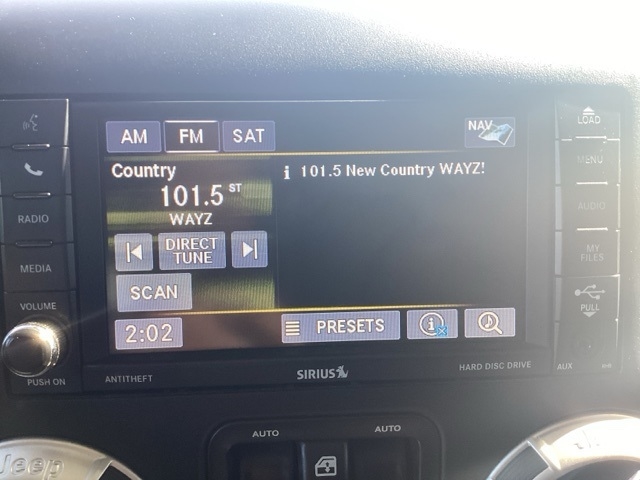 AM FM SAT NAV
Country
101.5 ST
WAYZ
i 101.5 New Country WAYZ!
DIRECT
TUNE
SCAN
2:02
PRESETS
i
RADIO
MEDIA
VOLUME
PUSH ON
ANTITHEFT
SIRIUS
HARD DISC DRIVE
LOAD
MENU
AUDIO
MY
FILES
PULL
AUX
AUTO AUTO
Jeep